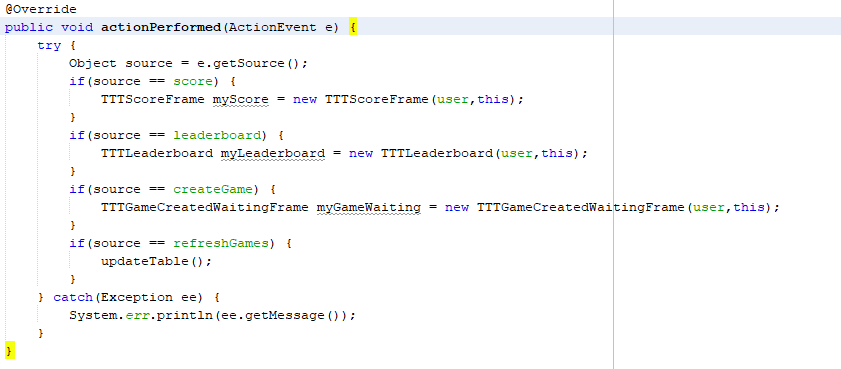 @Override
public void actionPerformed(ActionEvent e) {
    try {
        Object source = e.getSource();
        if(source == score) {
            TTTScoreFrame myScore = new TTTScoreFrame(user,this);
        }
        if(source == leaderboard) {
            TTTLeaderboard myLeaderboard = new TTTLeaderboard(user,this);
        }
        if(source == createGame) {
            TTTGameCreatedWaitingFrame myGameWaiting = new TTTGameCreatedWaitingFrame(user,this);
        }
        if(source == refreshGames) {
            updateTable();
        }
    } catch(Exception ee) {
        System.err.println(ee.getMessage());
    }
}